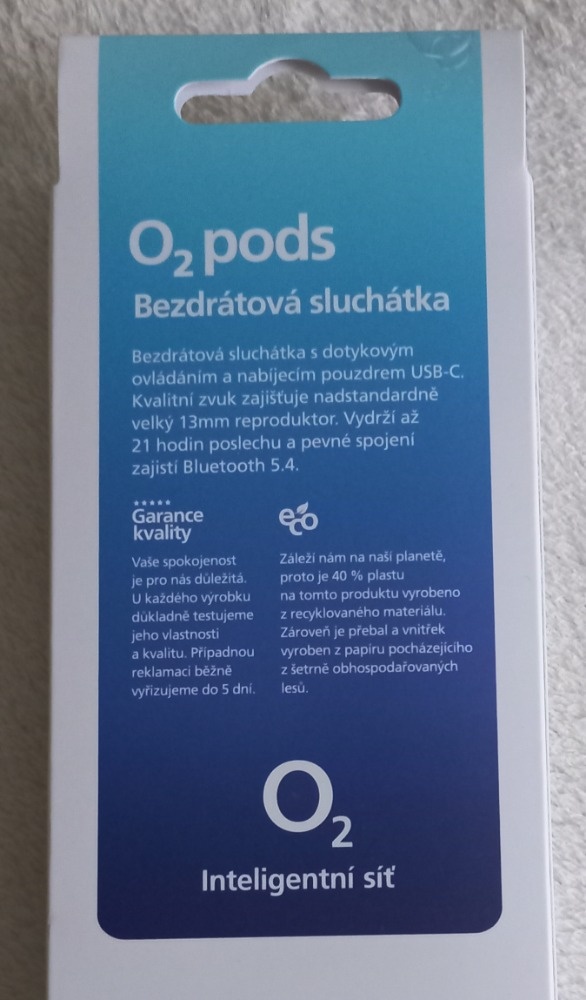 O2 pods
Bezdrátová sluchátka
Bezdrátová sluchátka s dotykovým
ovládáním a nabíjecím pouzdrem USB-C.
Kvalitní zvuk zajišťuje nadstandardně
velký 13mm reproduktor. Vydrží až
21 hodin poslechu a pevné spojení
zajistí Bluetooth 5.4.
Garance
kvality
Vaše spokojenost
je pro nás důležitá.
U každého výrobku
důkladně testujeme
jeho vlastnosti
a kvalitu. Případnou
reklamaci běžně
vyřizujeme do 5 dní.
eco
Záleží nám na naší planetě,
proto je 40 % plastu
na tomto produktu vyrobeno
z recyklovaného materiálu.
Zároveň je přebal a vnitřek
vyroben z papíru pocházejícího
z šetrně obhospodařovaných
lesů.
O2
Inteligentní síť